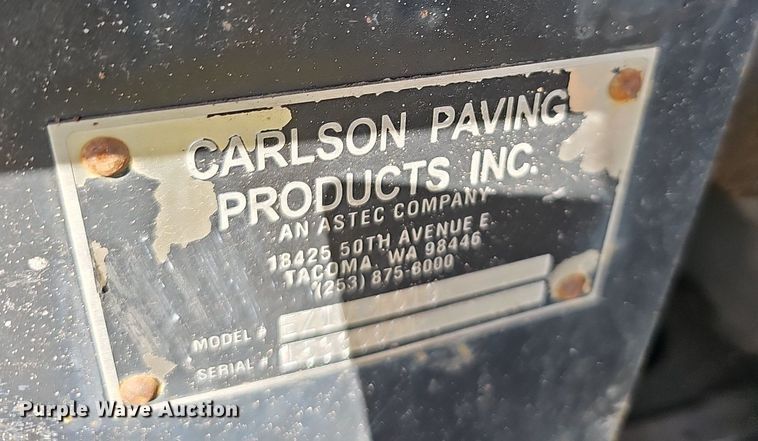 CARLSON PAVING
PRODUCTS INC.
AN ASTEC COMPANY
18425 50TH AVENUE E.
TACOMA, WA 98446
(253) 875-8000
MODEL #
SERIAL #
Purple Wave Auction